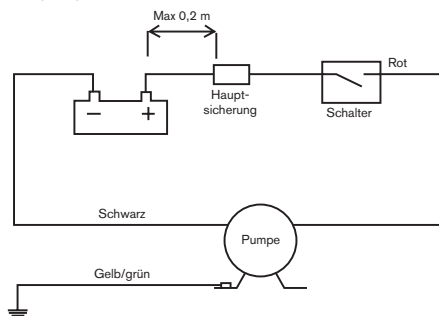 Max 0,2 m
Rot
− +
Haupt-
sicherung
Schalter
Schwarz
Pumpe
Gelb/grün